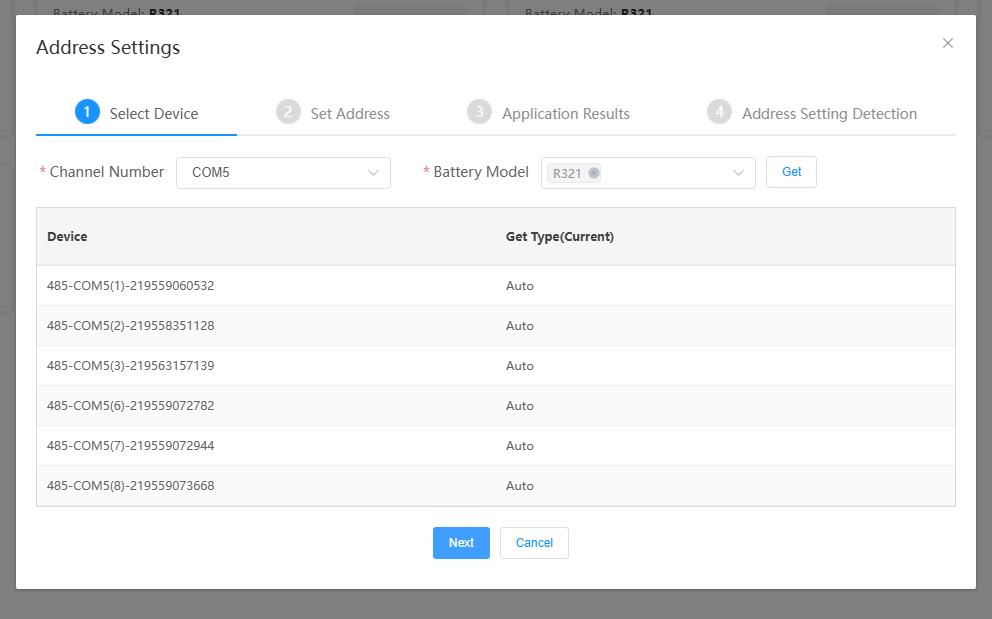 Battery Model: R321 Battery Model: R321
Address Settings
1 Select Device 2 Set Address 3 Application Results 4 Address Setting Detection
* Channel Number COM5 * Battery Model R321 Get
Device Get Type(Current)
485-COM5(1)-219559060532 Auto
485-COM5(2)-219558351128 Auto
485-COM5(3)-219563157139 Auto
485-COM5(6)-219559072782 Auto
485-COM5(7)-219559072944 Auto
485-COM5(8)-219559073668 Auto
Next Cancel